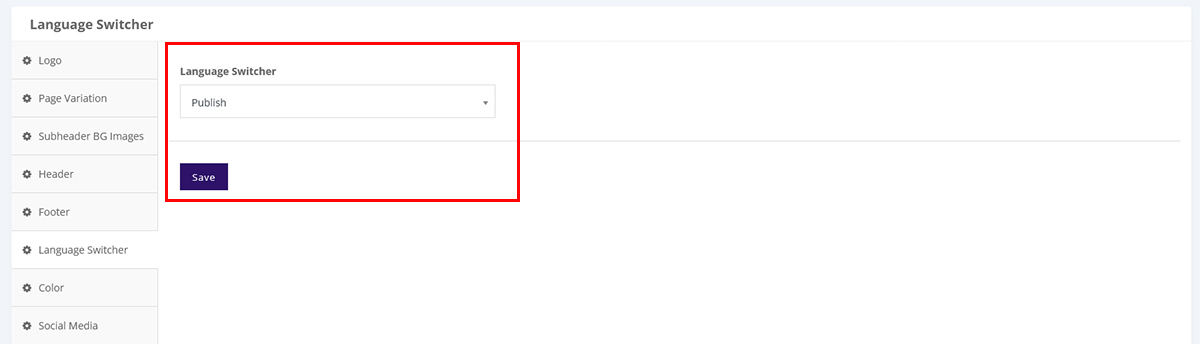 Language Switcher
Logo
Page Variation
Subheader BG Images
Header
Footer
Language Switcher
Color
Social Media
Language Switcher
Publish
Save